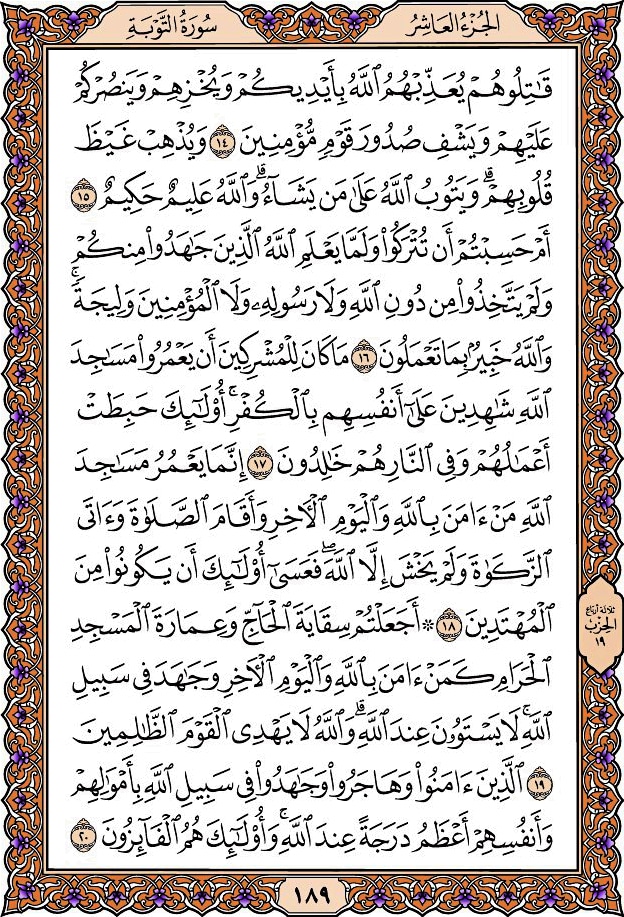 الجُزْءُ العَاشِرُ
سُورَةُ التَّوْبَةِ
قَٰتِلُوهُمْ يُعَذِّبْهُمُ ٱللَّهُ بِأَيْدِيكُمْ وَيُخْزِهِمْ وَيَنصُرْكُمْ
عَلَيْهِمْ وَيَشْفِ صُدُورَ قَوْمٍ مُّؤْمِنِينَ ١٤ وَيُذْهِبْ غَيْظَ
قُلُوبِهِمْۗ وَيَتُوبُ ٱللَّهُ عَلَىٰ مَن يَشَآءُۗ وَٱللَّهُ عَلِيمٌ حَكِيمٌ ١٥
أَمْ حَسِبْتُمْ أَن تُتْرَكُوا۟ وَلَمَّا يَعْلَمِ ٱللَّهُ ٱلَّذِينَ جَٰهَدُوا۟ مِنكُمْ
وَلَمْ يَتَّخِذُوا۟ مِن دُونِ ٱللَّهِ وَلَا رَسُولِهِۦ وَلَا ٱلْمُؤْمِنِينَ وَلِيجَةًۚ
وَٱللَّهُ خَبِيرٌۢ بِمَا تَعْمَلُونَ ١٦ مَا كَانَ لِلْمُشْرِكِينَ أَن يَعْمُرُوا۟ مَسَٰجِدَ
ٱللَّهِ شَٰهِدِينَ عَلَىٰٓ أَنفُسِهِم بِٱلْكُفْرِۚ أُو۟لَٰٓئِكَ حَبِطَتْ
أَعْمَٰلُهُمْ وَفِى ٱلنَّارِ هُمْ خَٰلِدُونَ ١٧ إِنَّمَا يَعْمُرُ مَسَٰجِدَ
ٱللَّهِ مَنْ ءَامَنَ بِٱللَّهِ وَٱلْيَوْمِ ٱلْءَاخِرِ وَأَقَامَ ٱلصَّلَوٰةَ وَءَاتَى
ٱلزَّكَوٰةَ وَلَمْ يَخْشَ إِلَّا ٱللَّهَۖ فَعَسَىٰٓ أُو۟لَٰٓئِكَ أَن يَكُونُوا۟ مِنَ
ٱلْمُهْتَدِينَ ١٨ ۞ أَجَعَلْتُمْ سِقَايَةَ ٱلْحَآجِّ وَعِمَارَةَ ٱلْمَسْجِدِ
ٱلْحَرَامِ كَمَنْ ءَامَنَ بِٱللَّهِ وَٱلْيَوْمِ ٱلْءَاخِرِ وَجَٰهَدَ فِى سَبِيلِ
ٱللَّهِۚ لَا يَسْتَوُۥنَ عِندَ ٱللَّهِۗ وَٱللَّهُ لَا يَهْدِى ٱلْقَوْمَ ٱلظَّٰلِمِينَ
١٩ ٱلَّذِينَ ءَامَنُوا۟ وَهَاجَرُوا۟ وَجَٰهَدُوا۟ فِى سَبِيلِ ٱللَّهِ بِأَمْوَٰلِهِمْ
وَأَنفُسِهِمْ أَعْظَمُ دَرَجَةً عِندَ ٱللَّهِۚ وَأُو۟لَٰٓئِكَ هُمُ ٱلْفَآئِزُونَ ٢٠
ثلاثة أرباع
الحِزْب
١٩
١٨٩